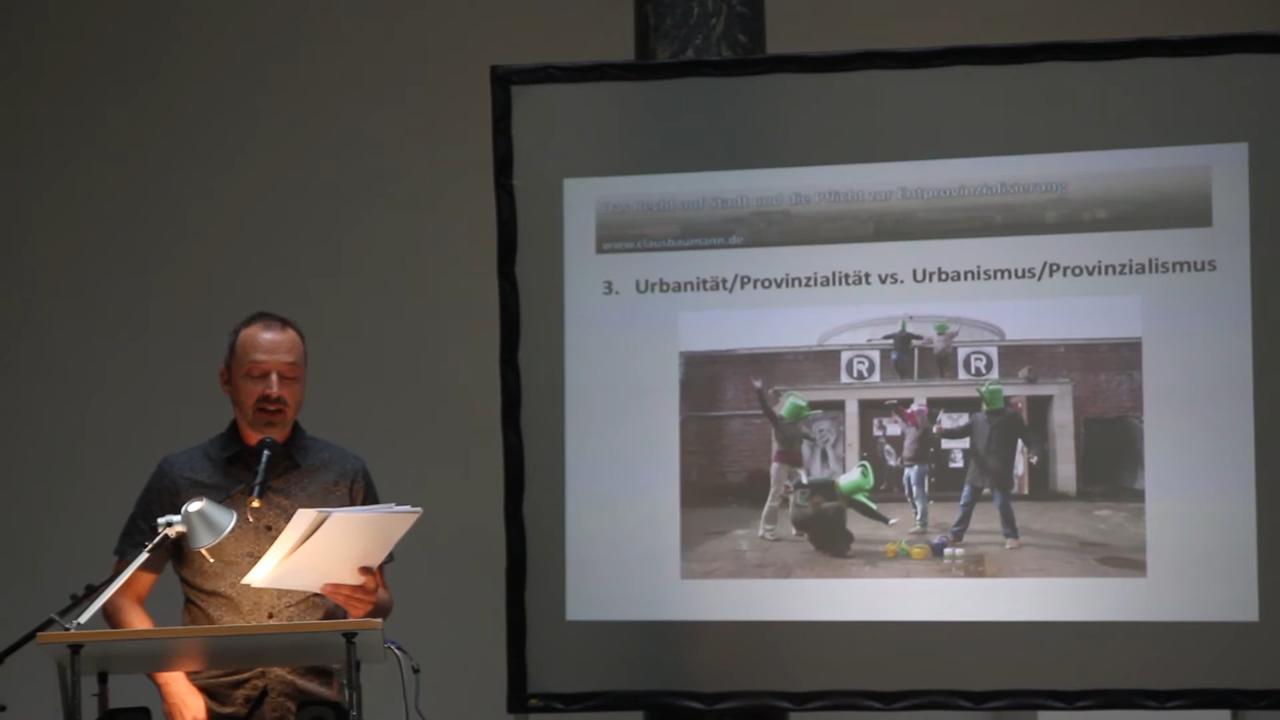 Das Recht auf Stadt und die Pflicht zur Entprovinzialisierung
www.clausbaumann.de
3. Urbanität/Provinzialität vs. Urbanismus/Provinzialismus
R R